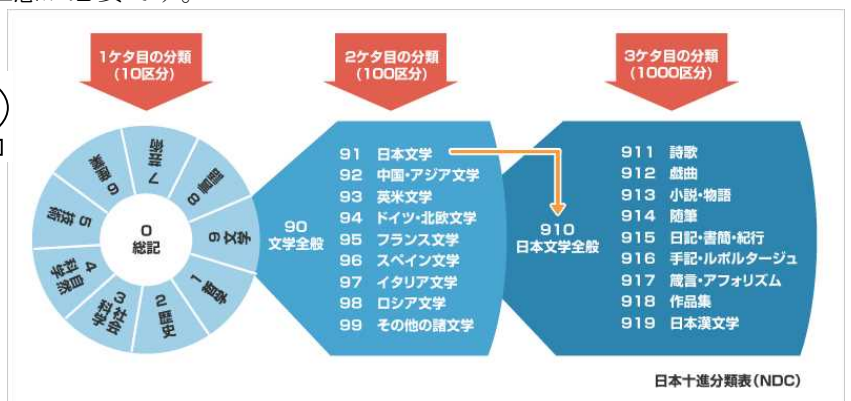 1ケタ目の分類
(10区分)
2ケタ目の分類
(100区分)
3ケタ目の分類
(1000区分)
0
総記
1 哲学
2 歴史
3 社会科学
4 自然科学
5 技術
6 産業
7 芸術
8 言語
9 文学
90
文学全般
91 日本文学
92 中国・アジア文学
93 英米文学
94 ドイツ・北欧文学
95 フランス文学
96 スペイン文学
97 イタリア文学
98 ロシア文学
99 その他の諸文学
910
日本文学全般
911 詩歌
912 戯曲
913 小説・物語
914 随筆
915 日記・書簡・紀行
916 手記・ルポルタージュ
917 箴言・アフォリズム
918 作品集
919 日本漢文学
日本十進分類表(NDC)